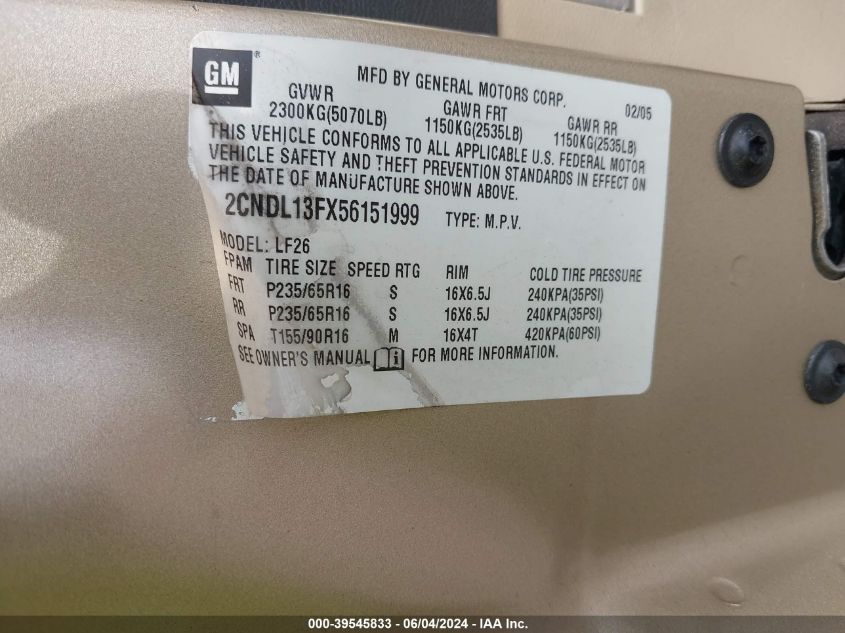 GM ®
MFD BY GENERAL MOTORS CORP. 02/05
GVWR GAWR FRT GAWR RR
2300KG(5070LB) 1150KG(2535LB) 1150KG(2535LB)
THIS VEHICLE CONFORMS TO ALL APPLICABLE U.S. FEDERAL MOTOR
VEHICLE SAFETY AND THEFT PREVENTION STANDARDS IN EFFECT ON
THE DATE OF MANUFACTURE SHOWN ABOVE.
2CNDL13FX56151999 TYPE: M.P.V.
MODEL: LF26
FPAM TIRE SIZE SPEED RTG RIM COLD TIRE PRESSURE
FRT P235/65R16 S 16X6.5J 240KPA(35PSI)
RR P235/65R16 S 16X6.5J 240KPA(35PSI)
SPA T155/90R16 M 16X4T 420KPA(60PSI)
SEE OWNER'S MANUAL i FOR MORE INFORMATION.
000-39545833 - 06/04/2024 - IAA Inc.